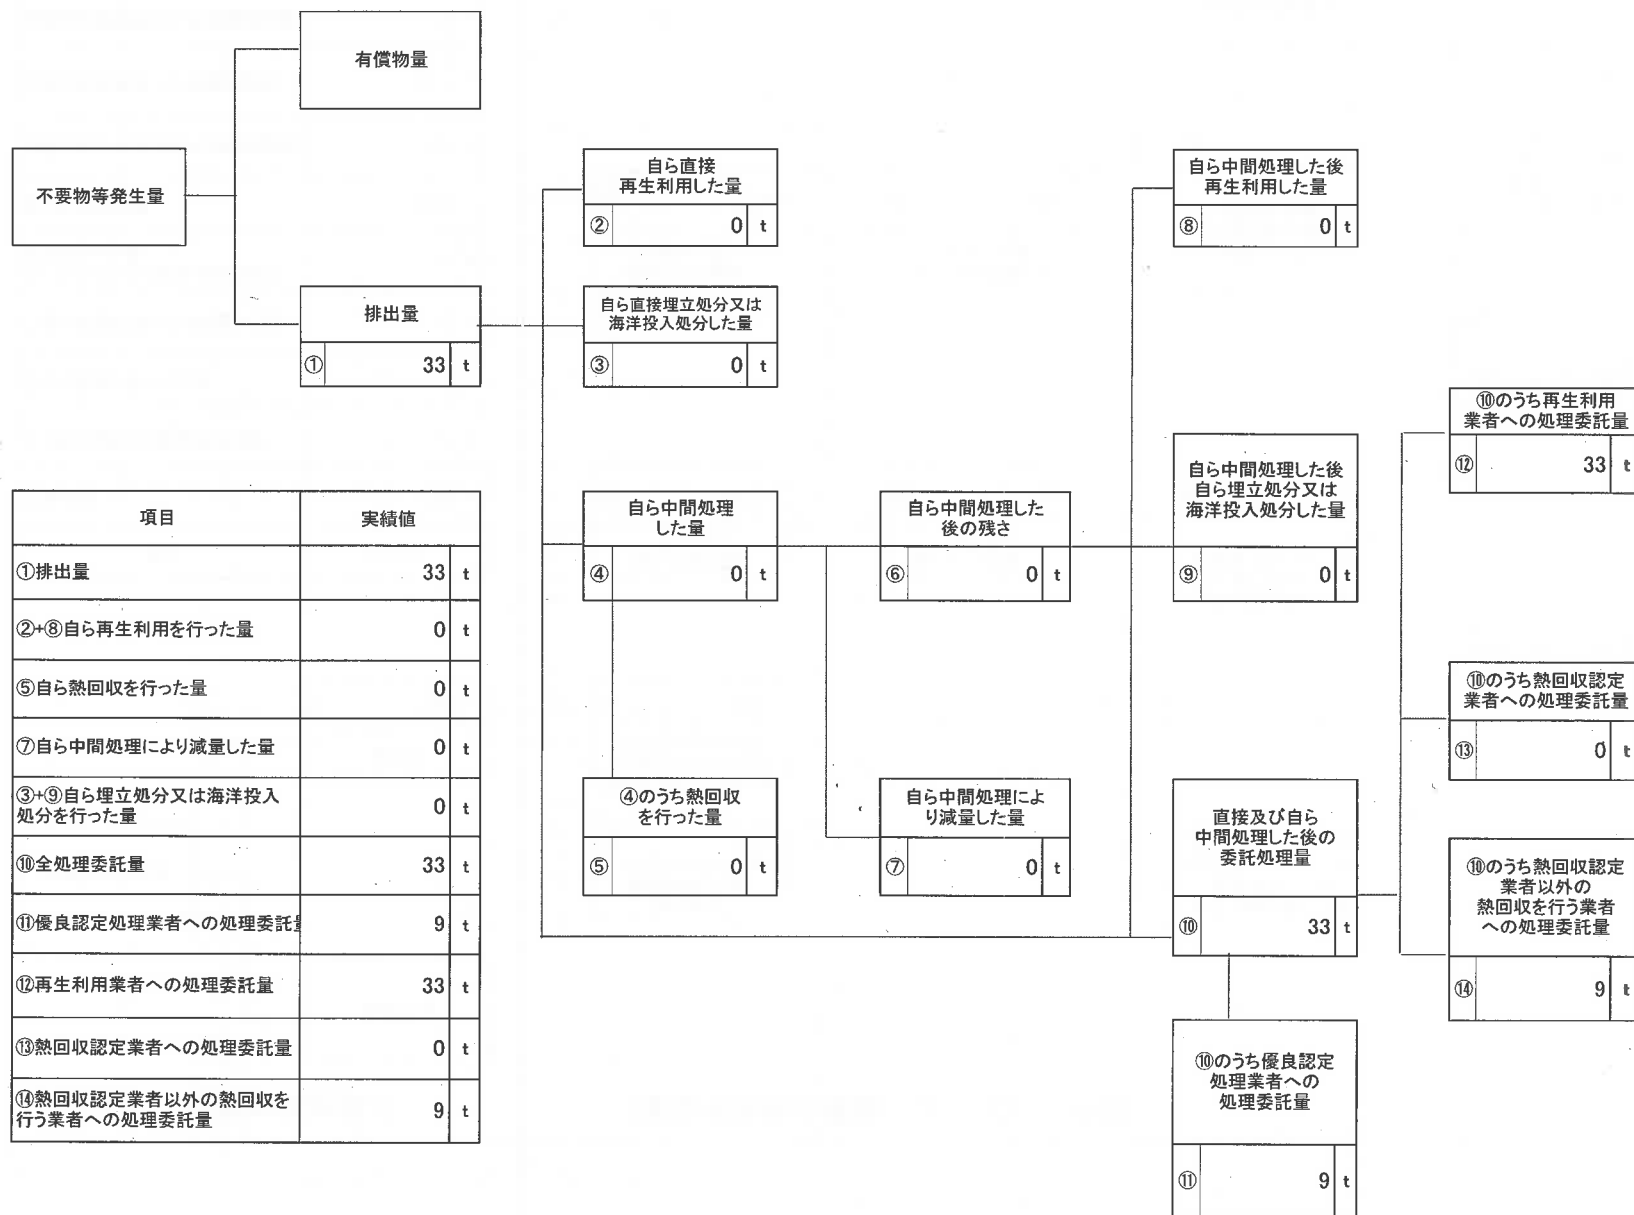 有償物量
不要物等発生量
排出量
① 33 t
自ら直接
再生利用した量
② 0 t
自ら直接埋立処分又は
海洋投入処分した量
③ 0 t
自ら中間処理
した量
④ 0 t
④のうち熱回収
を行った量
⑤ 0 t
自ら中間処理した
後の残さ
⑥ 0 t
自ら中間処理によ
り減量した量
⑦ 0 t
自ら中間処理した後
再生利用した量
⑧ 0 t
自ら中間処理した後
自ら埋立処分又は
海洋投入処分した量
⑨ 0 t
直接及び自ら
中間処理した後の
委託処理量
⑩ 33 t
⑩のうち優良認定
処理業者への
処理委託量
⑪ 9 t
⑩のうち再生利用
業者への処理委託量
⑫ 33 t
⑩のうち熱回収認定
業者への処理委託量
⑬ 0 t
⑩のうち熱回収認定
業者以外の
熱回収を行う業者
への処理委託量
⑭ 9 t
項目 実績値
①排出量 33 t
②+⑧自ら再生利用を行った量 0 t
⑤自ら熱回収を行った量 0 t
⑦自ら中間処理により減量した量 0 t
③+⑨自ら埋立処分又は海洋投入
処分を行った量 0 t
⑩全処理委託量 33 t
⑪優良認定処理業者への処理委託 9 t
⑫再生利用業者への処理委託量 33 t
⑬熱回収認定業者への処理委託量 0 t
⑭熱回収認定業者以外の熱回収を
行う業者への処理委託量 9 t